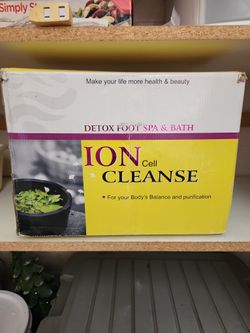 Simply S
Make your life more health & beauty
DETOX FOOT SPA & BATH
ION Cell
CLEANSE
• For your Body's Balance and purification